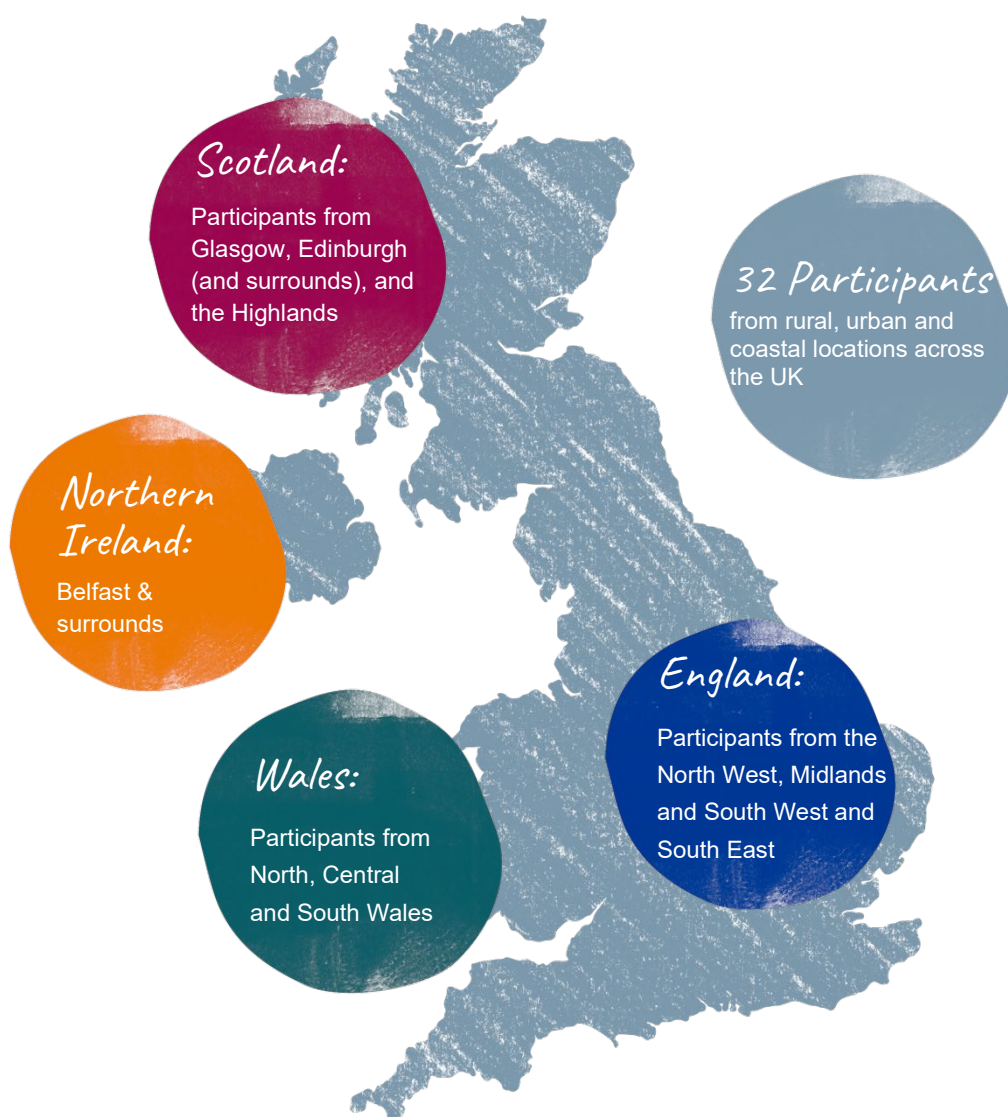 Scotland:
Participants from
Glasgow, Edinburgh
(and surrounds), and
the Highlands
32 Participants
from rural, urban and
coastal locations across
the UK
Northern
Ireland:
Belfast &
surrounds
England:
Participants from the
North West, Midlands
and South West and
South East
Wales:
Participants from
North, Central
and South Wales